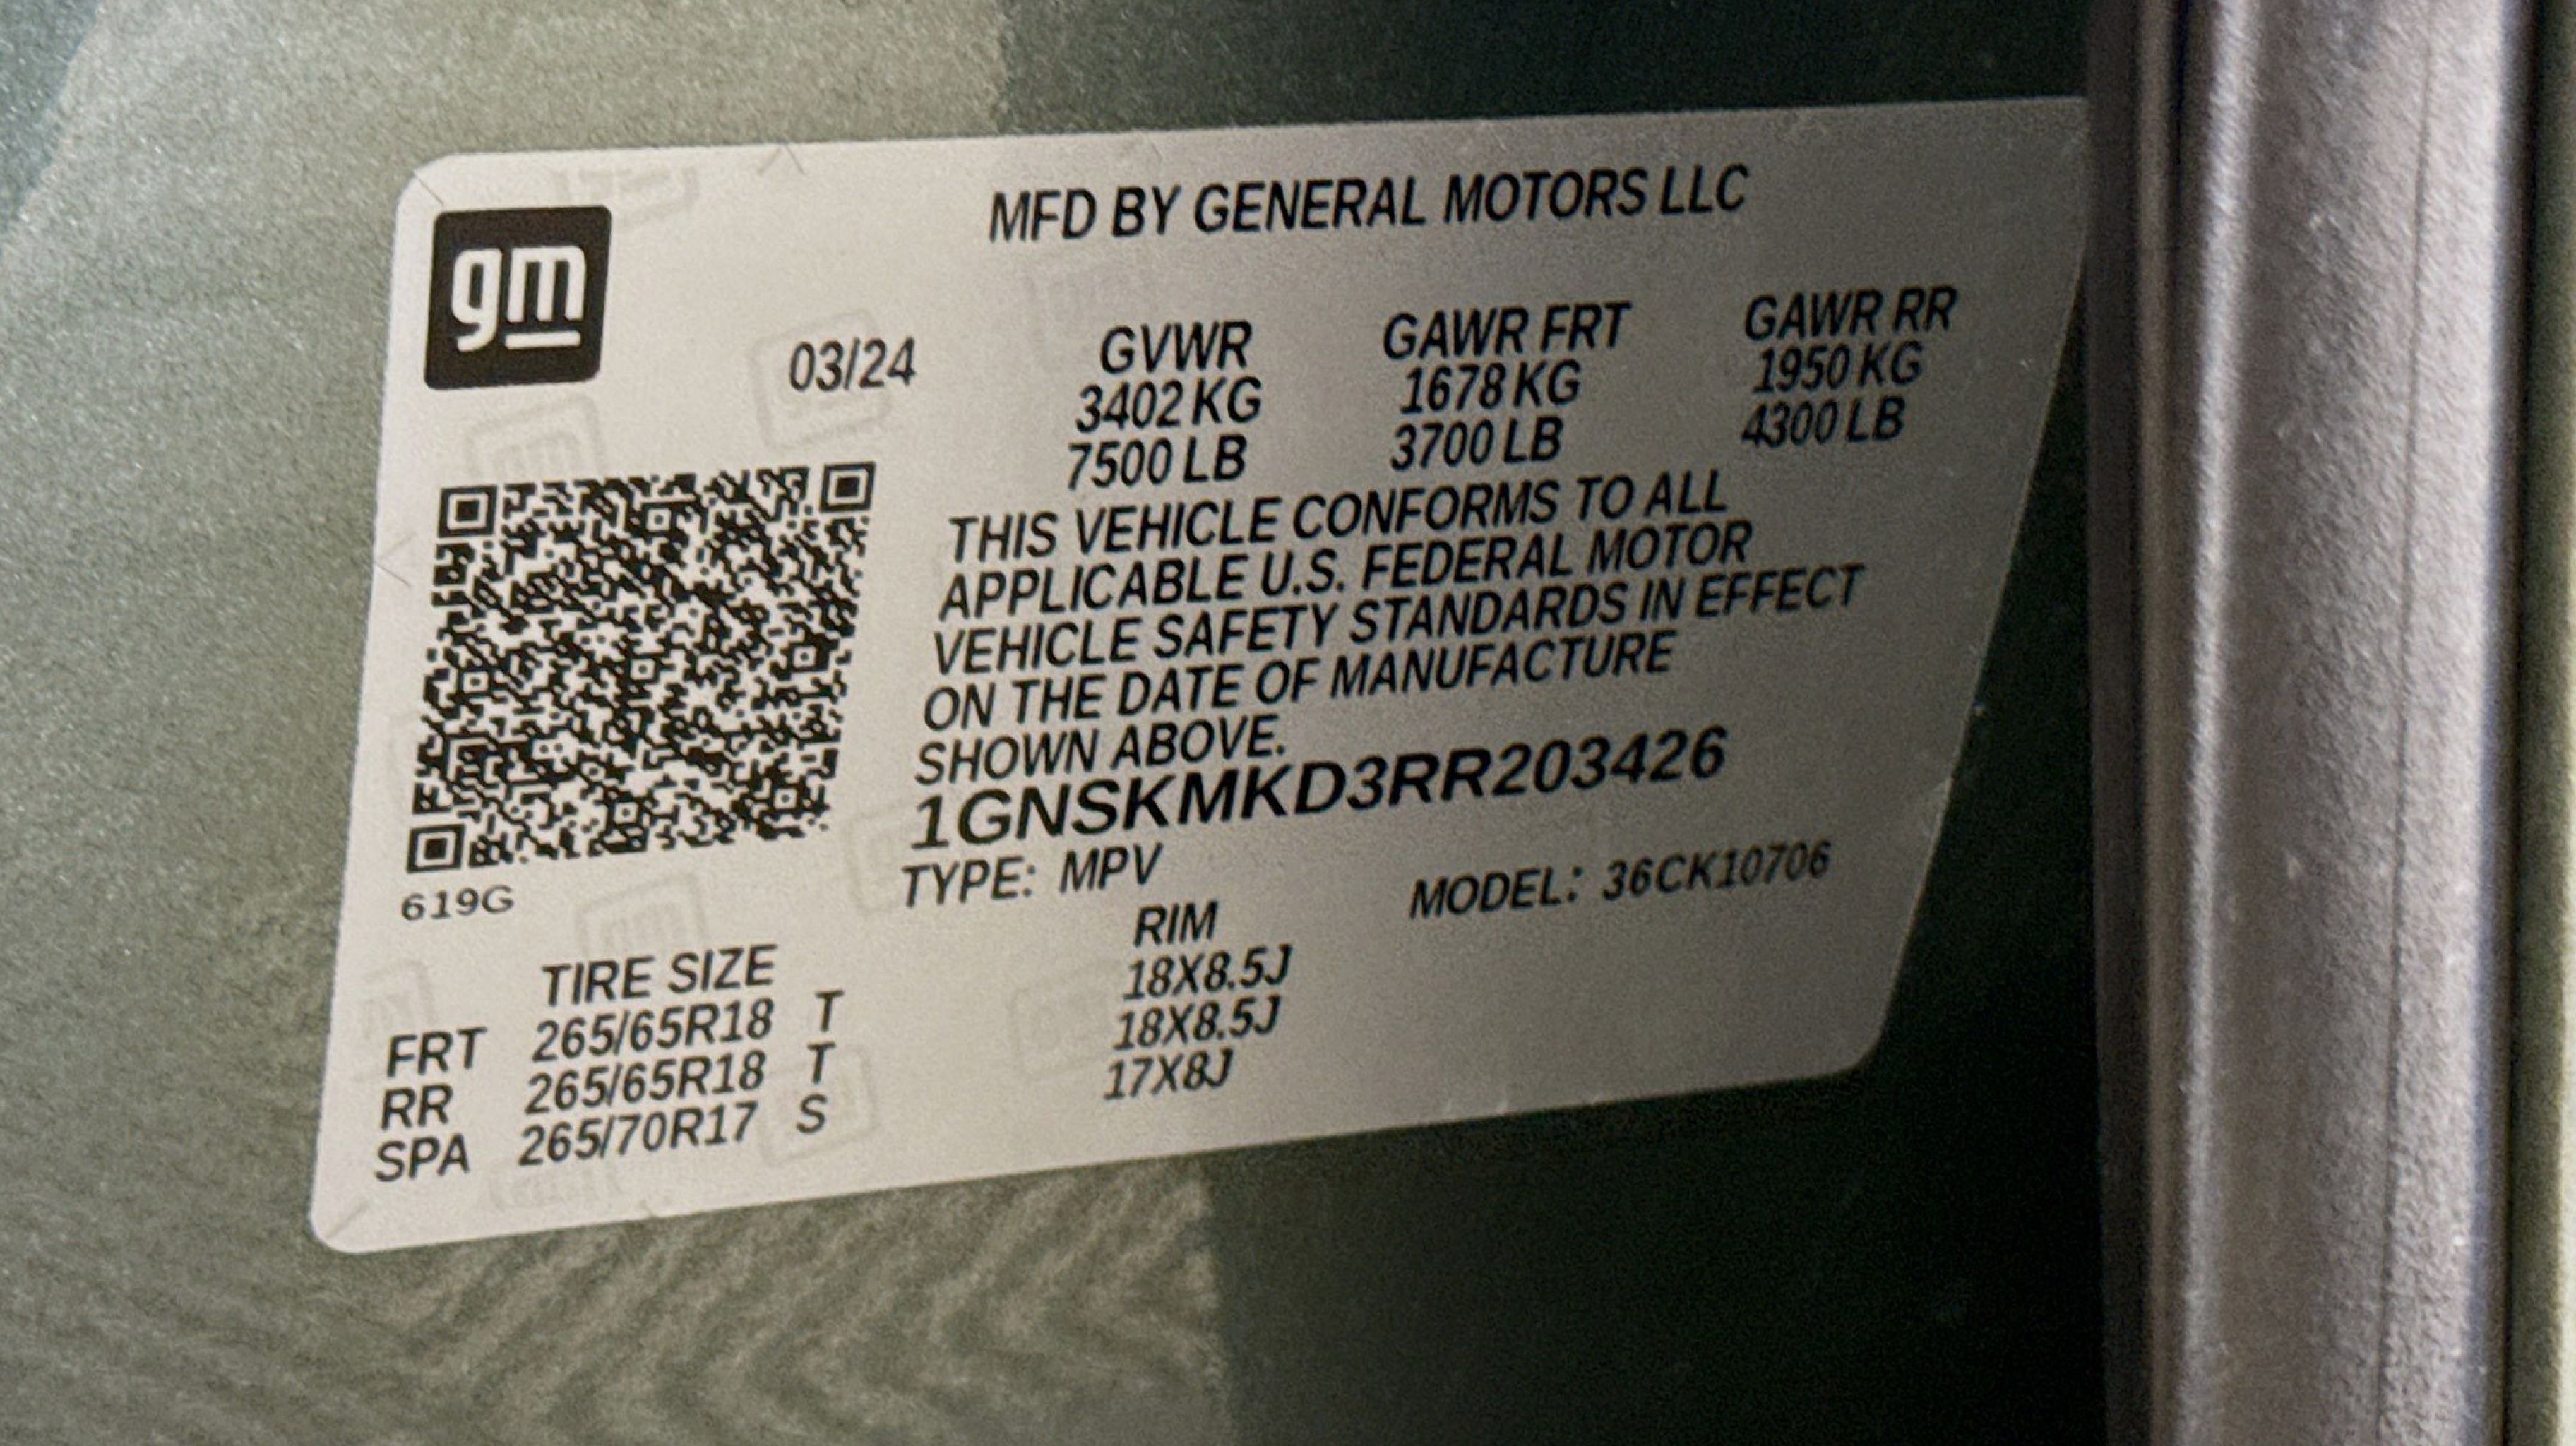 gm
MFD BY GENERAL MOTORS LLC
03/24
GVWR GAWR FRT GAWR RR
3402 KG 1678 KG 1950 KG
7500 LB 3700 LB 4300 LB
THIS VEHICLE CONFORMS TO ALL
APPLICABLE U.S. FEDERAL MOTOR
VEHICLE SAFETY STANDARDS IN EFFECT
ON THE DATE OF MANUFACTURE
SHOWN ABOVE.
1GNSKMKD3RR203426
TYPE: MPV MODEL: 36CK10706
619G
TIRE SIZE RIM
FRT 265/65R18 T 18X8.5J
RR 265/65R18 T 18X8.5J
SPA 265/70R17 S 17X8J